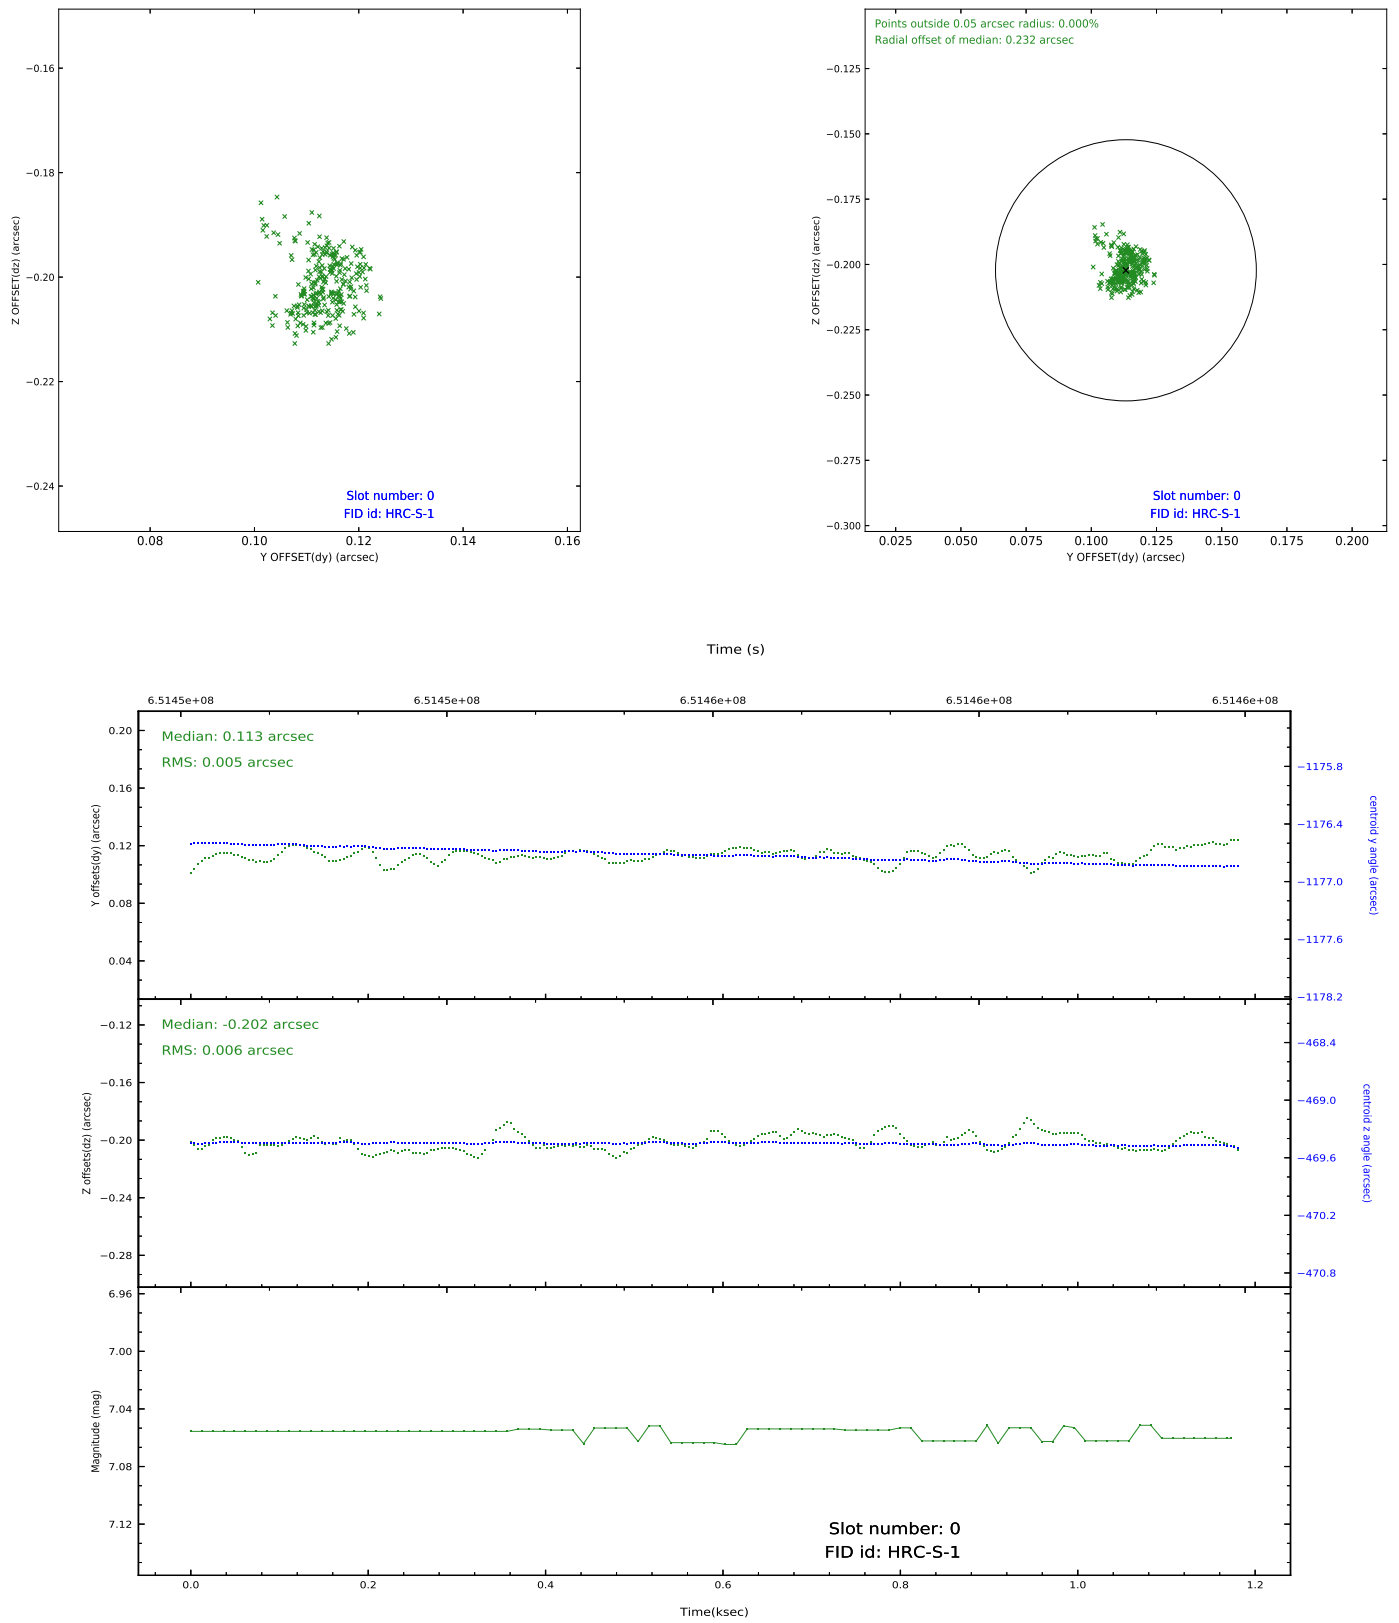 −0.16
−0.18
−0.20
−0.22
−0.24
Z OFFSET(dz) (arcsec)
Slot number: 0
FID id: HRC-S-1
0.08 0.10 0.12 0.14 0.16
Y OFFSET(dy) (arcsec)
Points outside 0.05 arcsec radius: 0.000%
Radial offset of median: 0.232 arcsec
−0.125
−0.150
−0.175
−0.200
−0.225
−0.250
−0.275
−0.300
Z OFFSET(dz) (arcsec)
Slot number: 0
FID id: HRC-S-1
0.025 0.050 0.075 0.100 0.125 0.150 0.175 0.200
Y OFFSET(dy) (arcsec)
Time (s)
6.5145e+08 6.5145e+08 6.5146e+08 6.5146e+08 6.5146e+08
Median: 0.113 arcsec
RMS: 0.005 arcsec
0.20
0.16
0.12
0.08
0.04
Y offsets(dy) (arcsec)
−1175.8
−1176.4
−1177.0
−1177.6
−1178.2
centroid y angle (arcsec)
Median: -0.202 arcsec
RMS: 0.006 arcsec
−0.12
−0.16
−0.20
−0.24
−0.28
Z offsets(dz) (arcsec)
−468.4
−469.0
−469.6
−470.2
−470.8
centroid z angle (arcsec)
6.96
7.00
7.04
7.08
7.12
Magnitude (mag)
Slot number: 0
FID id: HRC-S-1
0.0 0.2 0.4 0.6 0.8 1.0 1.2
Time(ksec)